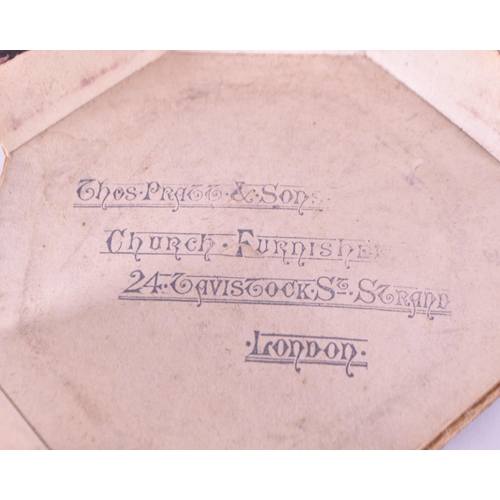 Thos. Pratt & Sons
Church. Furnishe
24. Tavistock. St. Strand
. London.